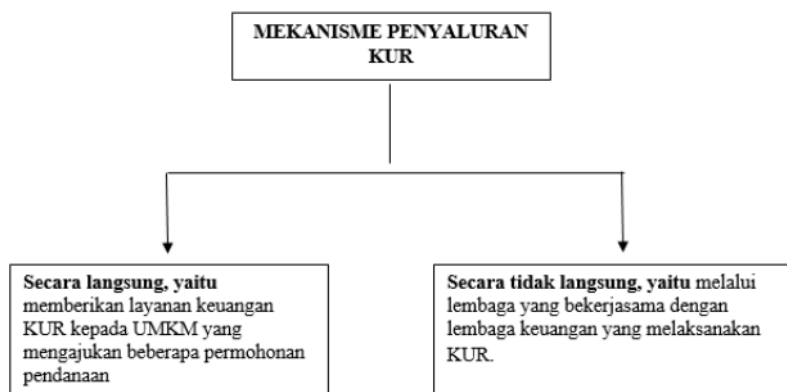 MEKANISME PENYALURAN
KUR
Secara langsung, yaitu
memberikan layanan keuangan
KUR kepada UMKM yang
mengajukan beberapa permohonan
pendanaan
Secara tidak langsung, yaitu melalui
lembaga yang bekerjasama dengan
lembaga keuangan yang melaksanakan
KUR.